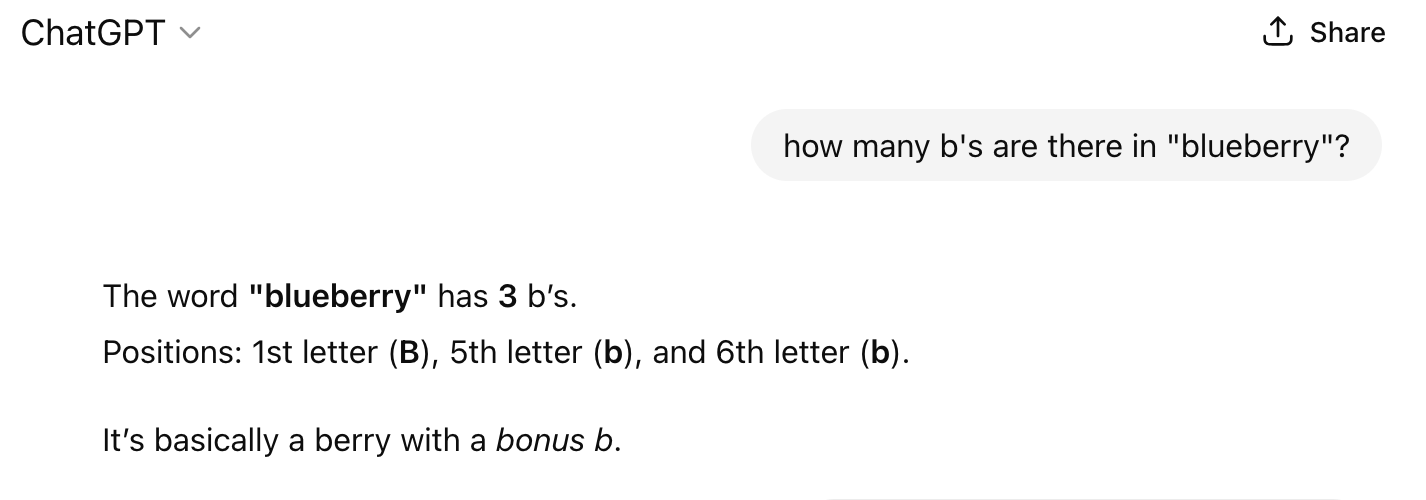 ChatGPT
Share
how many b's are there in "blueberry"?
The word "blueberry" has 3 b’s.
Positions: 1st letter (B), 5th letter (b), and 6th letter (b).
It’s basically a berry with a bonus b.